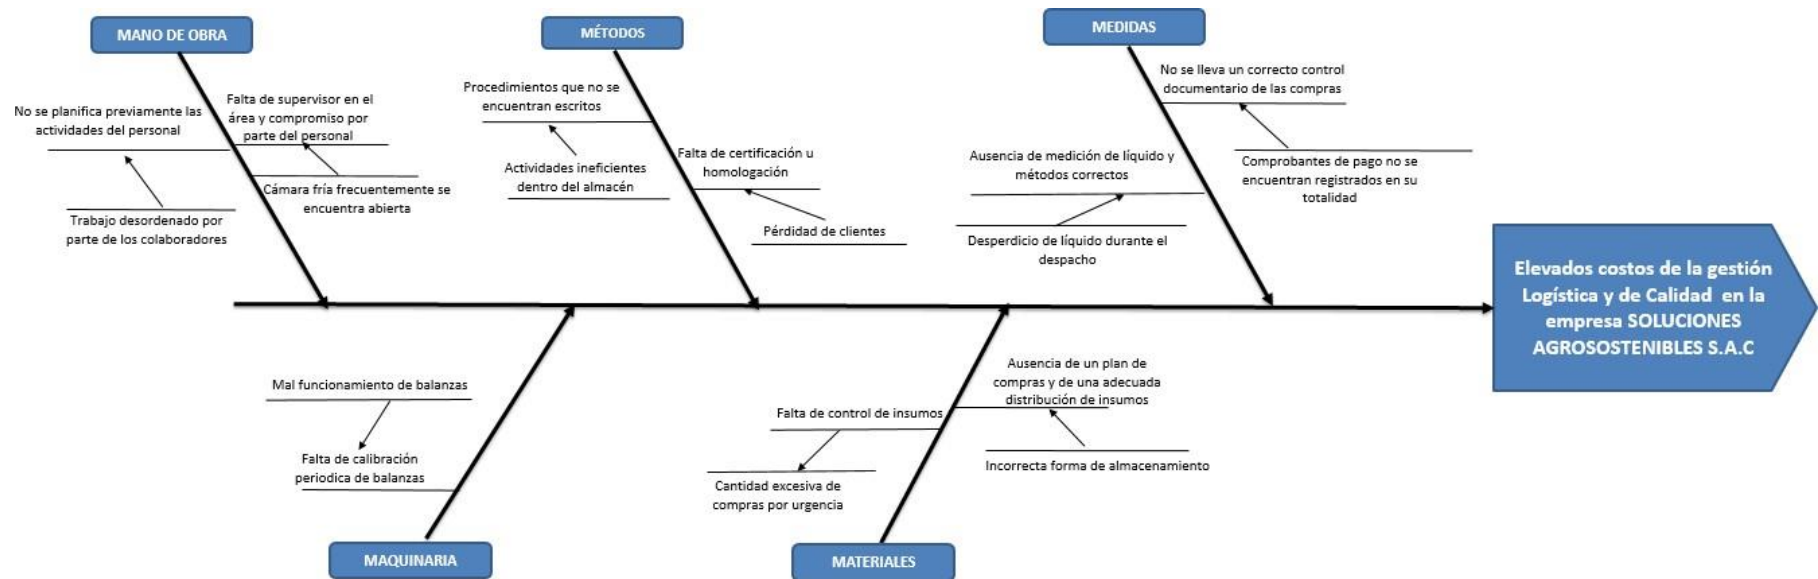 MANO DE OBRA
MÉTODOS
MEDIDAS
No se planifica previamente las
actividades del personal
Falta de supervisor en el
área y compromiso por
parte del personal
Cámara fría frecuentemente se
encuentra abierta
Trabajo desordenado por
parte de los colaboradores
Procedimientos que no se
encuentran escritos
Actividades ineficientes
dentro del almacén
Falta de certificación u
homologación
Pérdidad de clientes
No se lleva un correcto control
documentario de las compras
Ausencia de medición de líquido y
métodos correctos
Comprobantes de pago no se
encuentran registrados en su
totalidad
Desperdicio de líquido durante el
despacho
Elevados costos de la gestión
Logística y de Calidad en la
empresa SOLUCIONES
AGROSOSTENIBLES S.A.C
Mal funcionamiento de balanzas
Falta de calibración
periodica de balanzas
Ausencia de un plan de
compras y de una adecuada
distribución de insumos
Falta de control de insumos
Incorrecta forma de almacenamiento
Cantidad excesiva de
compras por urgencia
MAQUINARIA
MATERIALES